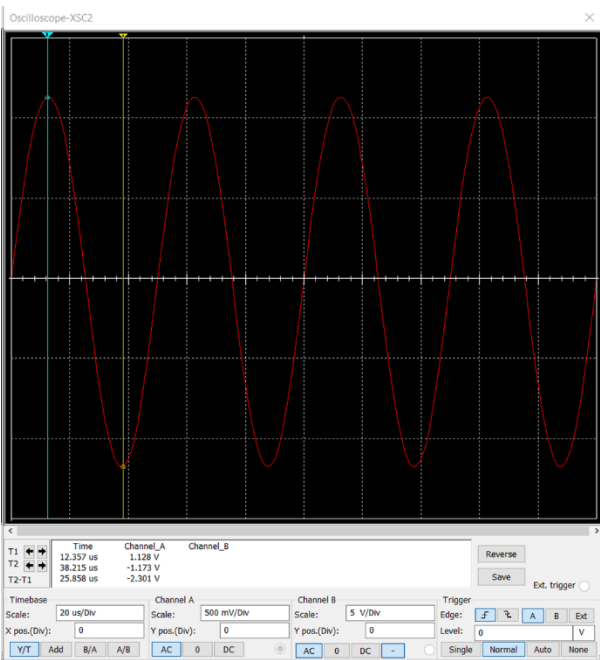 Oscilloscope-XSC2
1 2
T1 Time Channel_A Channel_B
12.357 us 1.128 V
T2 38.215 us -1.173 V
T2-T1 25.858 us -2.301 V
Reverse
Save
Ext. trigger
Timebase Channel A Channel B Trigger
Scale: 20 us/Div Scale: 500 mV/Div Scale: 5 V/Div Edge: A B Ext
X pos.(Div): 0 Y pos.(Div): 0 Y pos.(Div): 0 Level: 0 V
Y/T Add B/A A/B AC 0 DC AC 0 DC - Single Normal Auto None